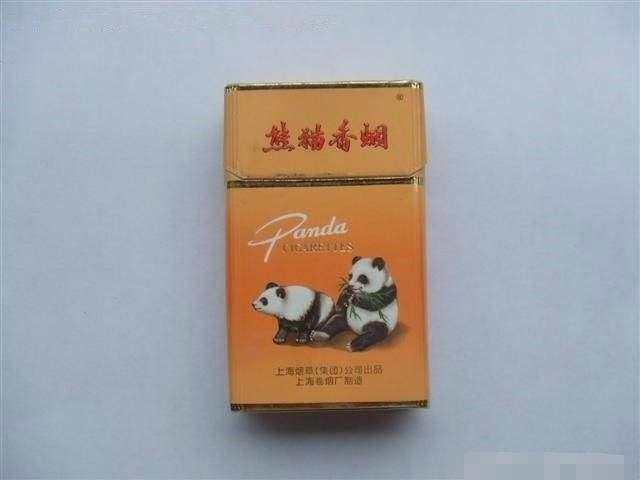 熊猫香烟
®
Panda
CIGARETTES
上海烟草(集团)公司出品
上海卷烟厂制造